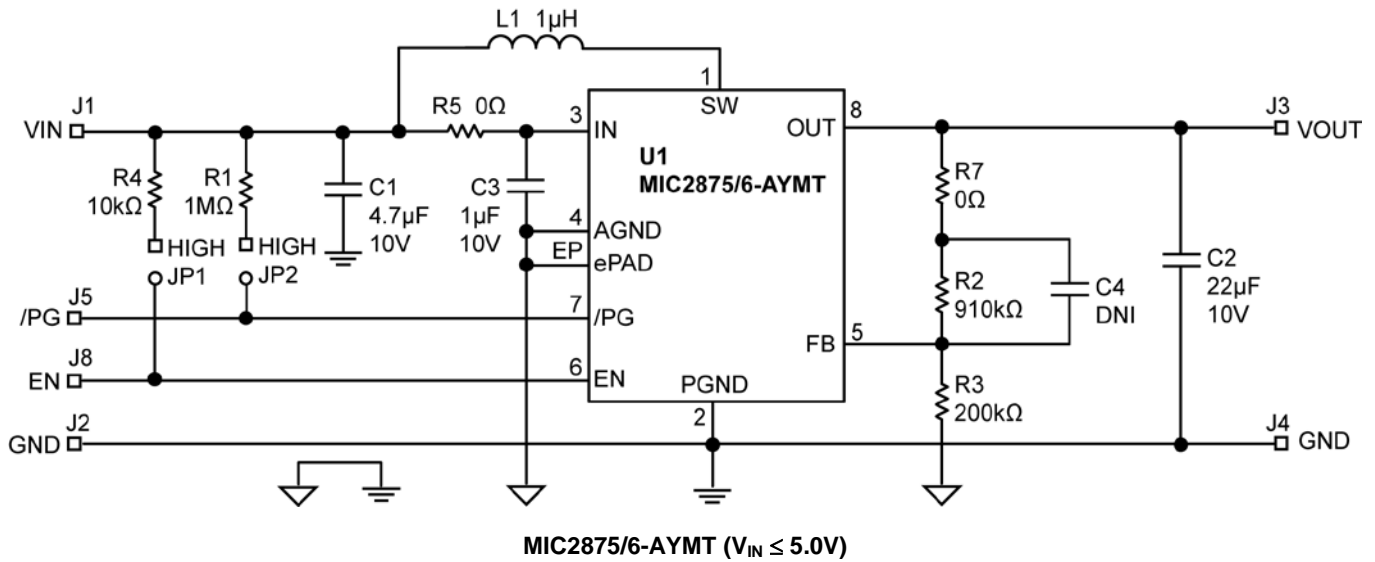 L1 1µH
J1
VIN
R5 0Ω
3
IN
1
SW
8
OUT
J3
VOUT
U1
MIC2875/6-AYMT
R4
10kΩ
R1
1MΩ
C1
4.7µF
10V
C3
1µF
10V
4
AGND
EP
ePAD
R7
0Ω
HIGH
JP1
HIGH
JP2
R2
910kΩ
C4
DNI
C2
22µF
10V
J5
/PG
7
/PG
5
FB
J8
EN
6
EN
PGND
2
R3
200kΩ
J2
GND
J4
GND
MIC2875/6-AYMT (VIN ≤ 5.0V)